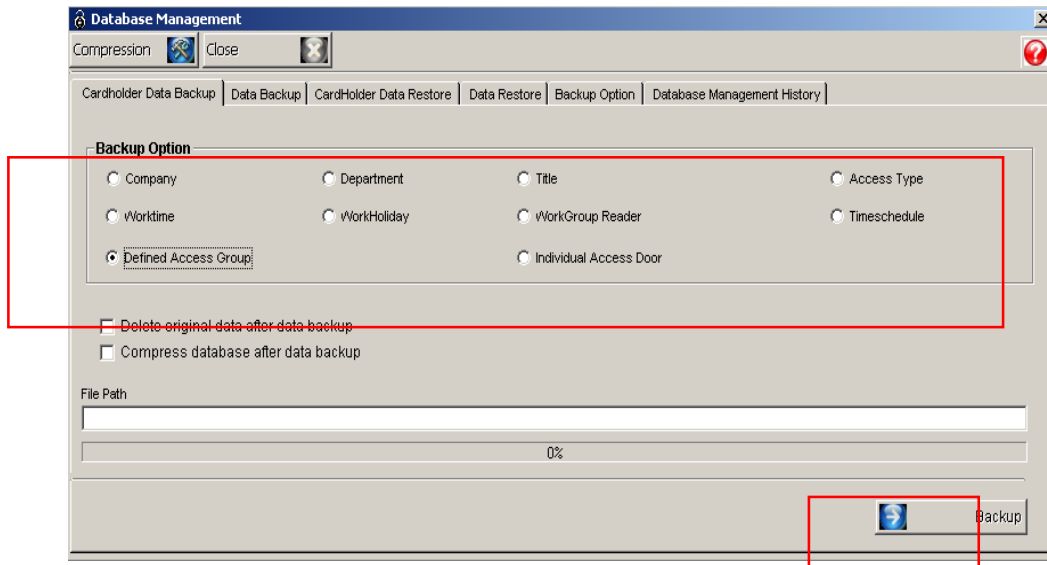 Database Management
Compression Close
Cardholder Data Backup Data Backup CardHolder Data Restore Data Restore Backup Option Database Management History
Backup Option
Company Department Title Access Type
Worktime WorkHoliday WorkGroup Reader Timeschedule
Defined Access Group Individual Access Door
Delete original data after data backup
Compress database after data backup
File Path
0%
Backup